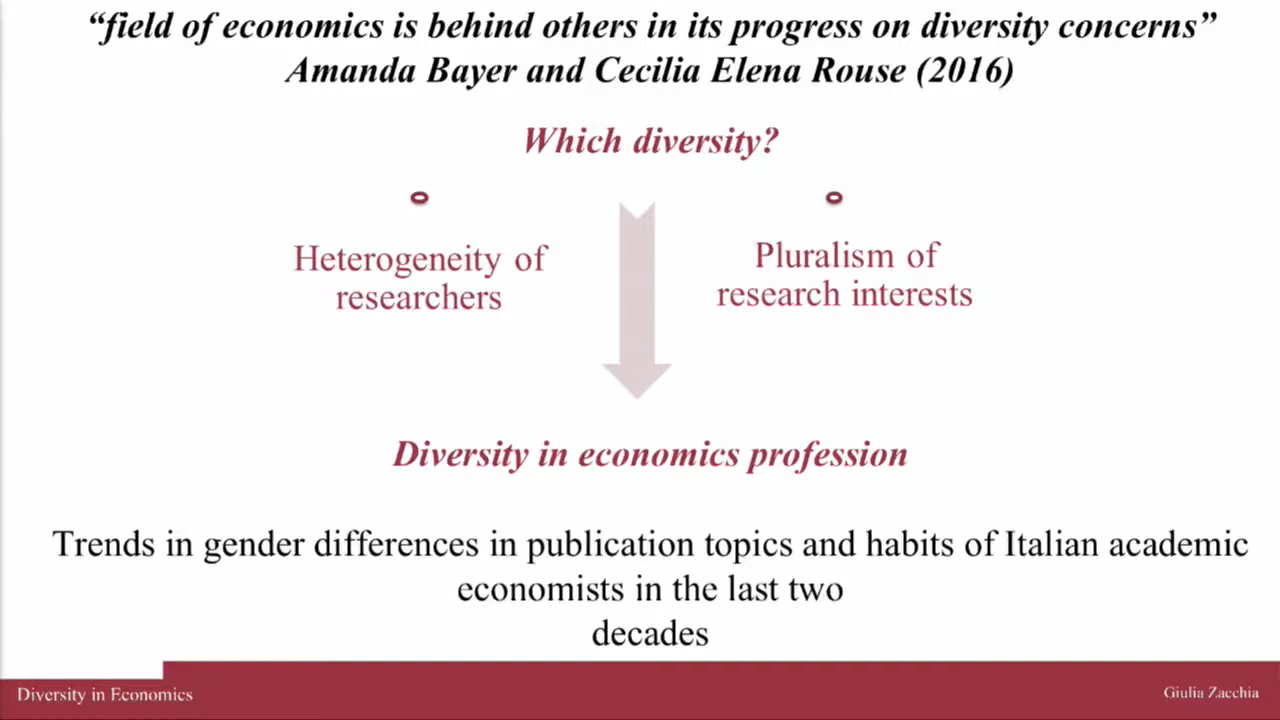 “field of economics is behind others in its progress on diversity concerns”
Amanda Bayer and Cecilia Elena Rouse (2016)
Which diversity?
Heterogeneity of
researchers
Pluralism of
research interests
Diversity in economics profession
Trends in gender differences in publication topics and habits of Italian academic
economists in the last two
decades
Diversity in Economics
Giulia Zacchia